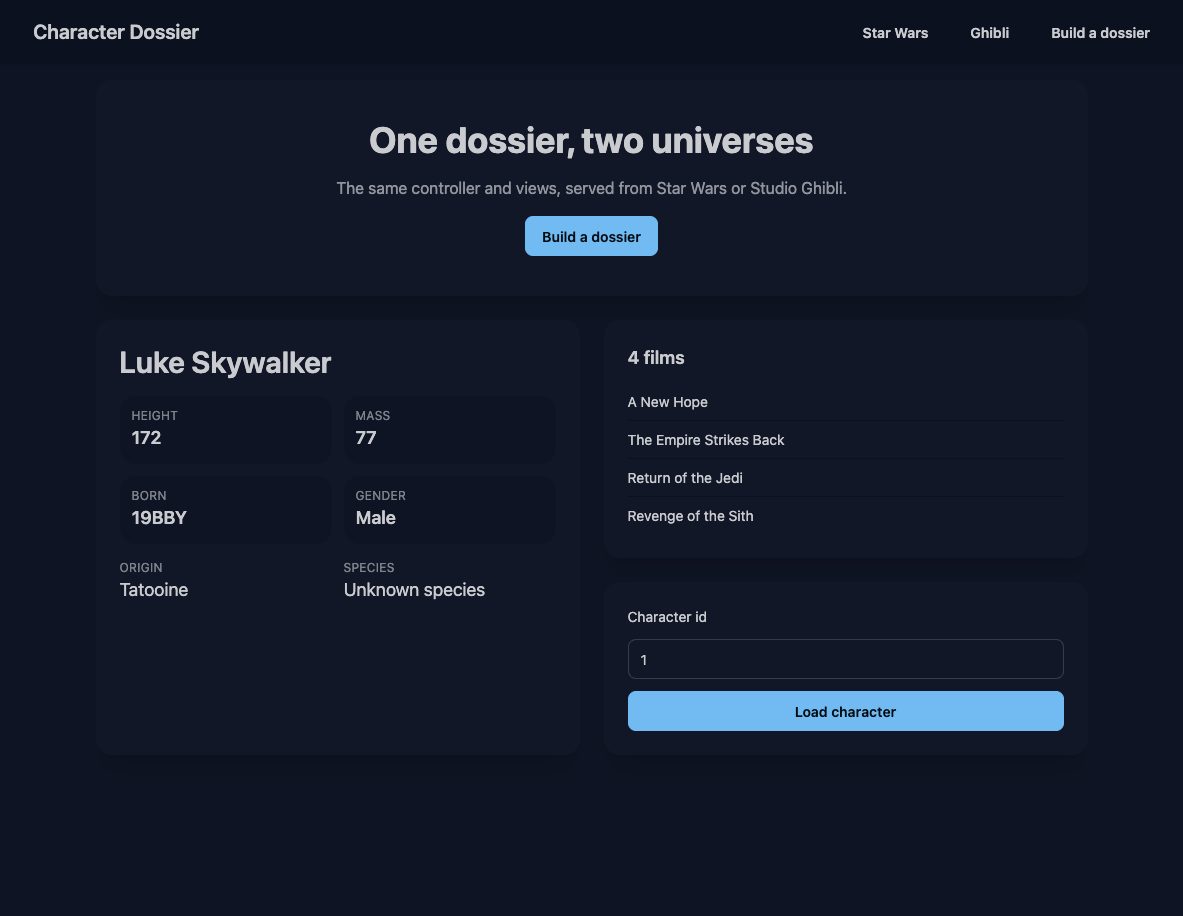 Character Dossier
Star Wars
Ghibli
Build a dossier
One dossier, two universes
The same controller and views, served from Star Wars or Studio Ghibli.
Build a dossier
Luke Skywalker
HEIGHT
172
MASS
77
BORN
19BBY
GENDER
Male
ORIGIN
Tatooine
SPECIES
Unknown species
4 films
A New Hope
The Empire Strikes Back
Return of the Jedi
Revenge of the Sith
Character id
1
Load character